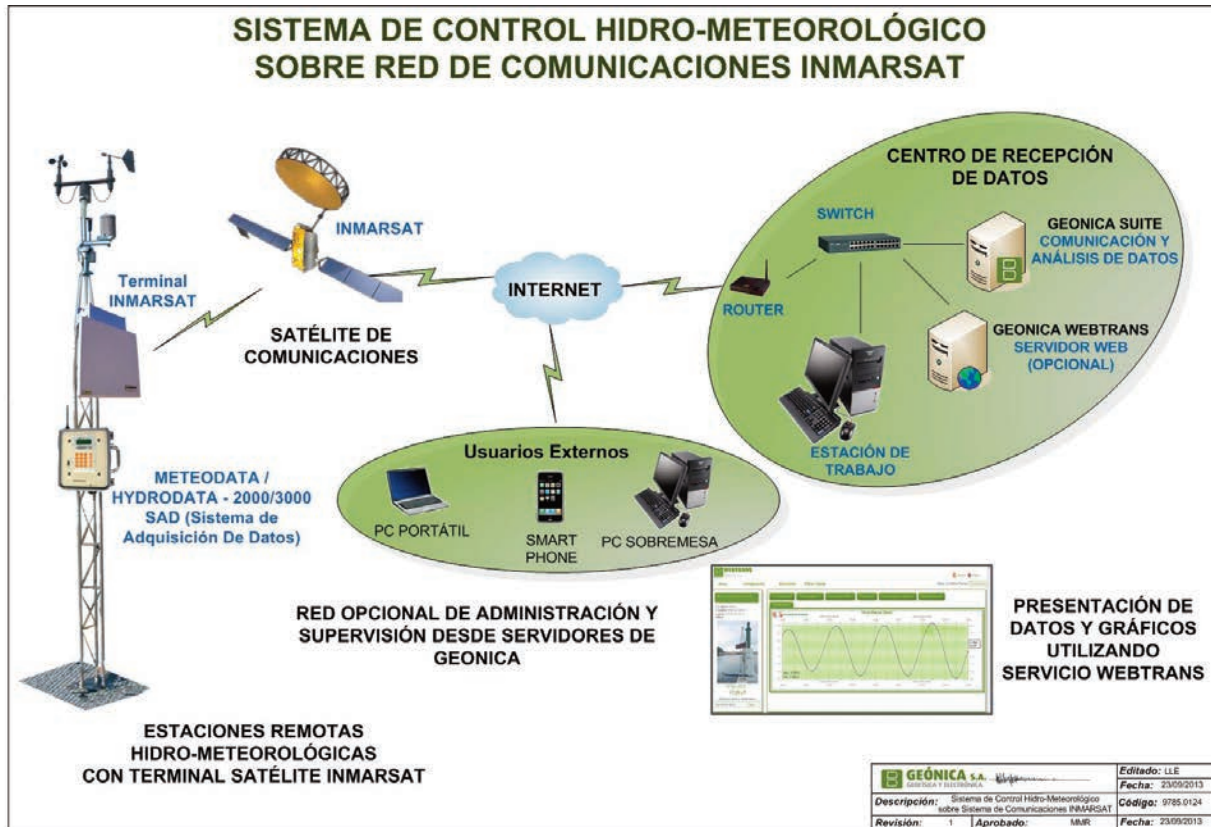 SISTEMA DE CONTROL HIDRO-METEOROLÓGICO
SOBRE RED DE COMUNICACIONES INMARSAT
Terminal
INMARSAT
INMARSAT
SATÉLITE DE
COMUNICACIONES
INTERNET
CENTRO DE RECEPCIÓN
DE DATOS
SWITCH
ROUTER
GEONICA SUITE
COMUNICACIÓN Y
ANÁLISIS DE DATOS
GEONICA WEBTRANS
SERVIDOR WEB
(OPCIONAL)
ESTACIÓN DE
TRABAJO
METEODATA /
HYDRODATA - 2000/3000
SAD (Sistema de
Adquisición De Datos)
Usuarios Externos
PC PORTÁTIL
SMART
PHONE
PC SOBREMESA
RED OPCIONAL DE ADMINISTRACIÓN Y
SUPERVISIÓN DESDE SERVIDORES DE
GEONICA
WEBTRANS
PRESENTACIÓN DE
DATOS Y GRÁFICOS
UTILIZANDO
SERVICIO WEBTRANS
ESTACIONES REMOTAS
HIDRO-METEOROLÓGICAS
CON TERMINAL SATÉLITE INMARSAT
GEÓNICA S.A.
Editado: LLE
Fecha: 23/09/2013
Descripción: Sistema de Control Hidro-Meteorológico
sobre Sistema de Comunicaciones INMARSAT
Código: 9785.0124
Revisión: 1 Aprobado: MMR Fecha: 23/09/2013